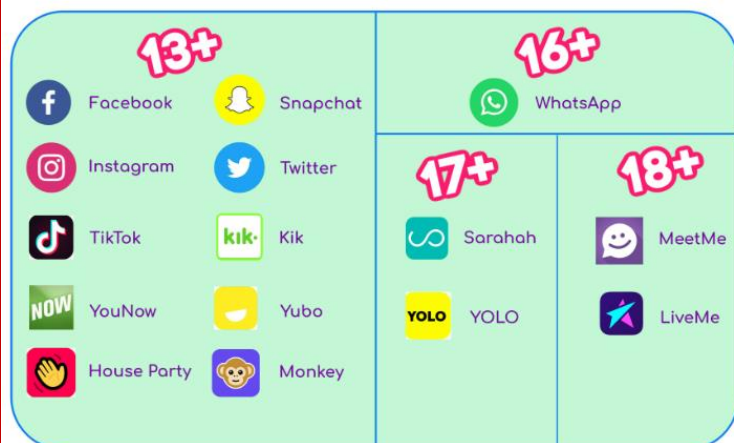 13+
f Facebook
Snapchat
Instagram
Twitter
TikTok
kik· Kik
NOW YouNow
Yubo
House Party
Monkey
16+
WhatsApp
17+
Sarahah
YOLO YOLO
18+
MeetMe
LiveMe